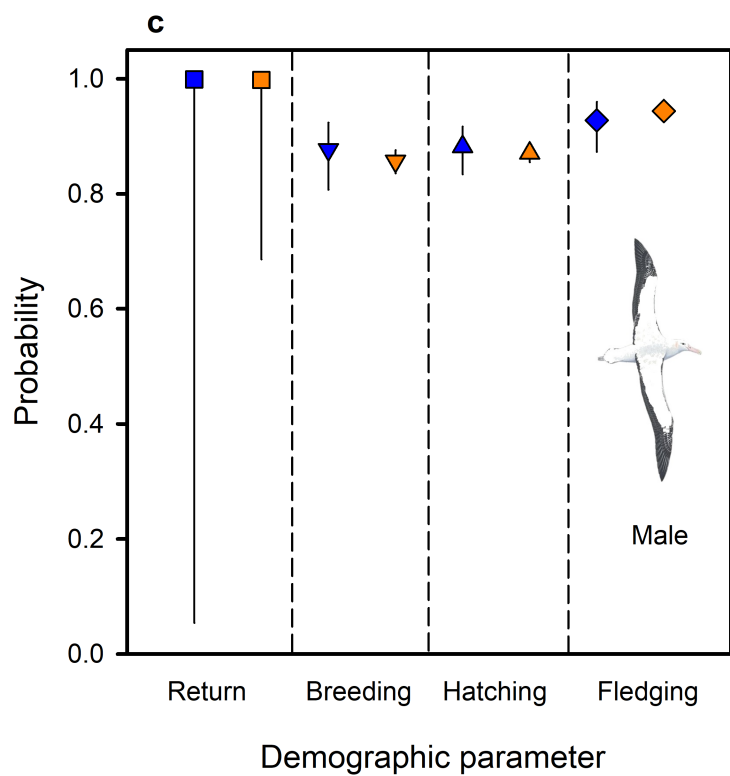 c
1.0
0.8
0.6
0.4
0.2
0.0
Probability
Male
Return Breeding Hatching Fledging
Demographic parameter